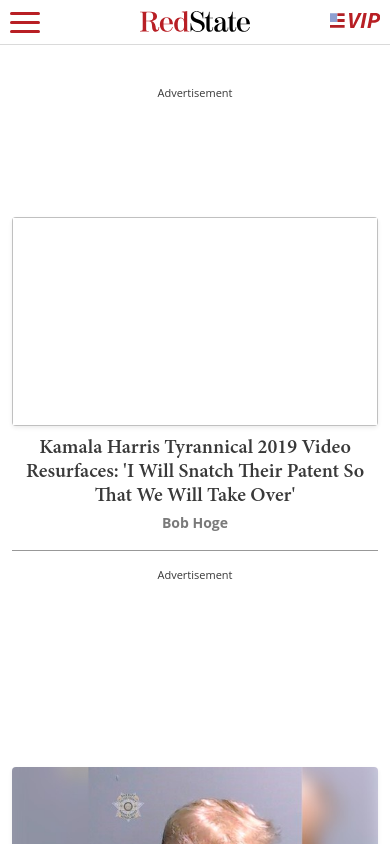 RedState
VIP
Advertisement
Kamala Harris Tyrannical 2019 Video
Resurfaces: 'I Will Snatch Their Patent So
That We Will Take Over'
Bob Hoge
Advertisement